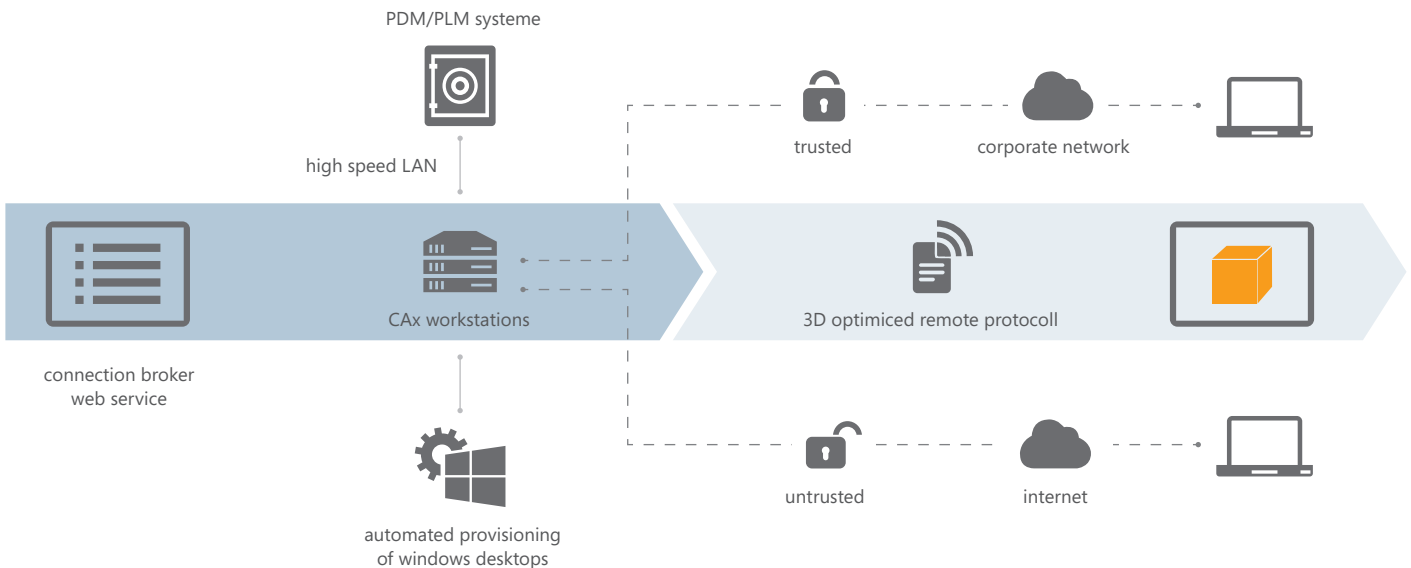 PDM/PLM systeme
high speed LAN
trusted
corporate network
CAx workstations
3D optimiced remote protocoll
connection broker
web service
untrusted
internet
automated provisioning
of windows desktops